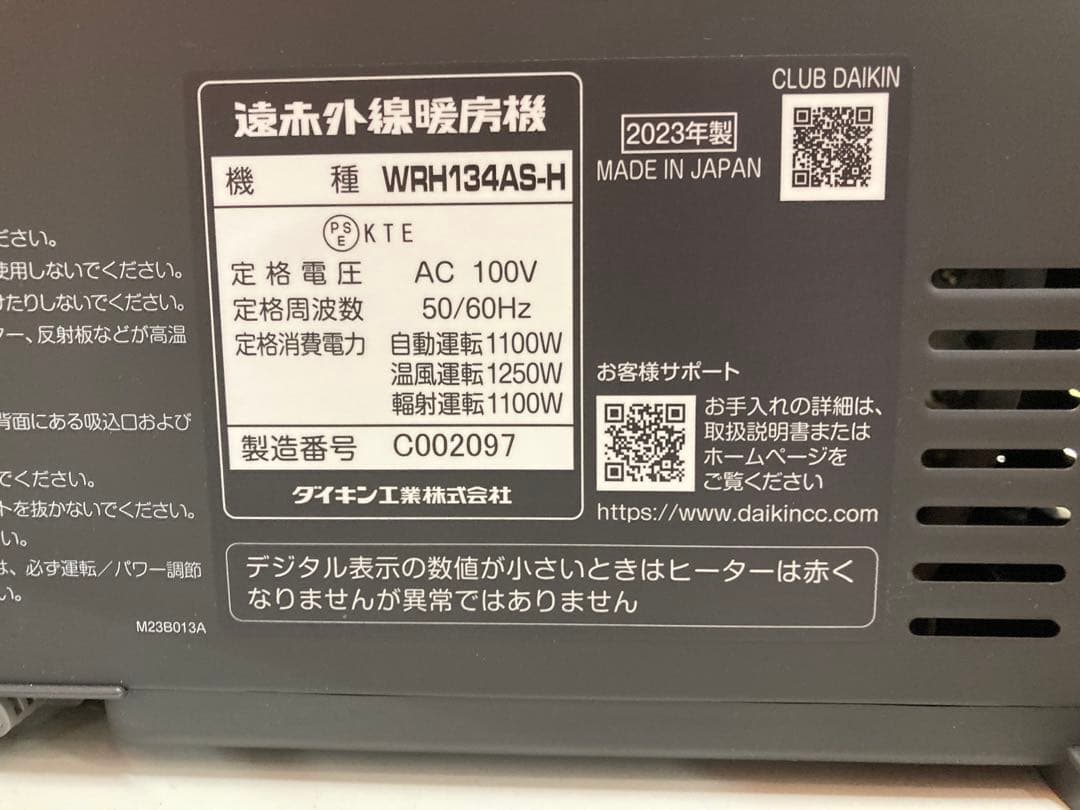 遠赤外線暖房機
機 種 WRH134AS-H
PSE KTE
定格電圧 AC 100V
定格周波数 50/60Hz
定格消費電力 自動運転1100W
温風運転1250W
輻射運転1100W
製造番号 C002097
ダイキン工業株式会社
2023年製
MADE IN JAPAN
CLUB DAIKIN
お客様サポート
お手入れの詳細は、
取扱説明書または
ホームページを
ご覧ください
https://www.daikincc.com
デジタル表示の数値が小さいときはヒーターは赤く
なりませんが異常ではありません
ださい。
使用しないでください。
けたりしないでください。
ター、反射板などが高温
背面にある吸込口および
でください。
トを抜かないでください。
い。
は、必ず運転／パワー調節
い。
M23B013A